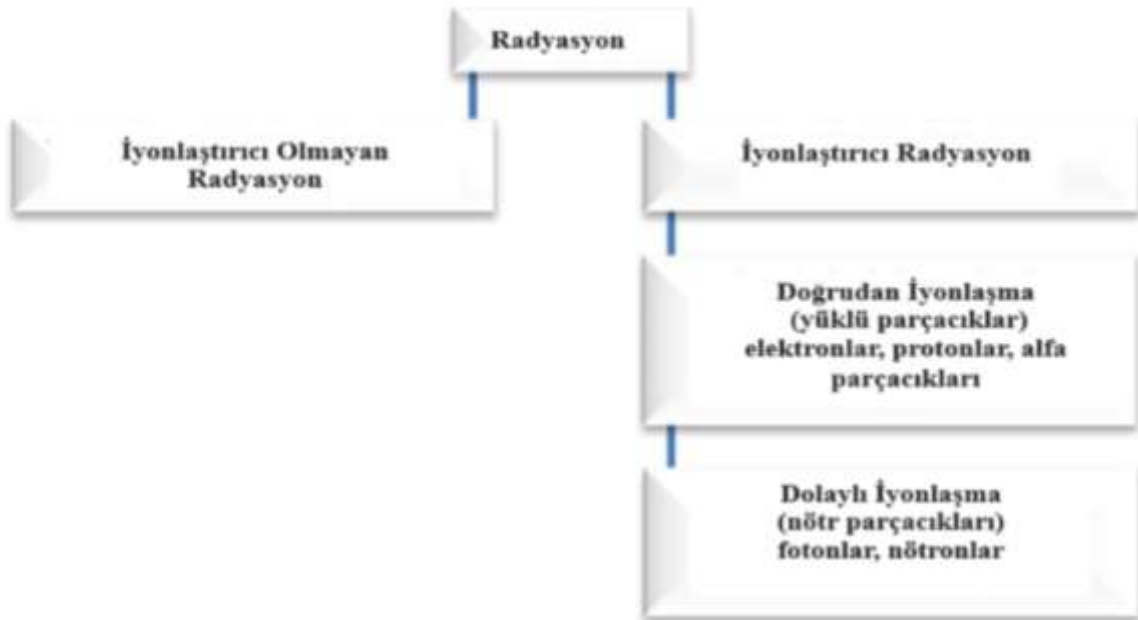 Radyasyon
İyonlaştırıcı Olmayan
Radyasyon
İyonlaştırıcı Radyasyon
Doğrudan İyonlaşma
(yüklü parçacıklar)
elektronlar, protonlar, alfa
parçacıkları
Dolaylı İyonlaşma
(nötr parçacıkları)
fotonlar, nötronlar